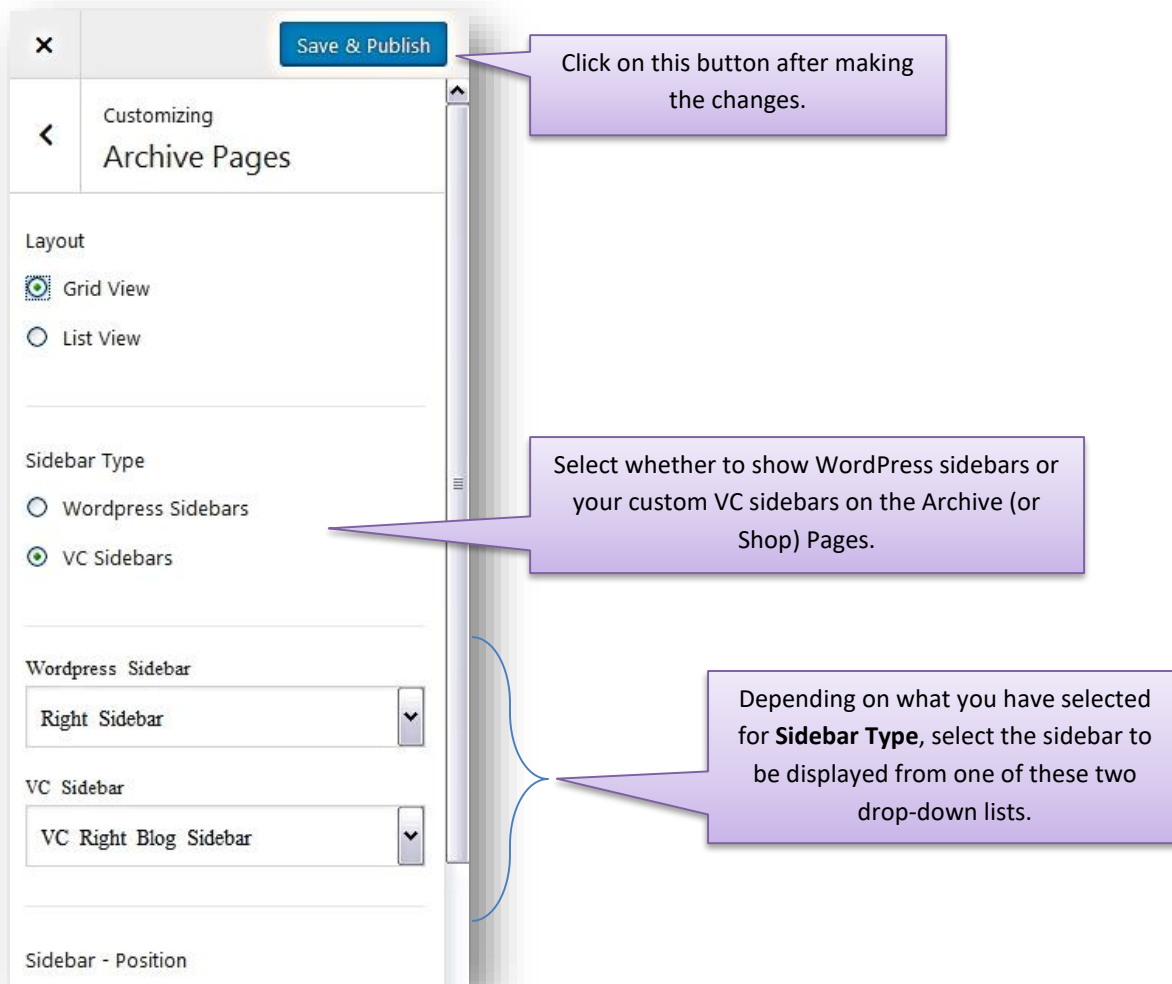 Save & Publish
Click on this button after making
the changes.
Customizing
Archive Pages
Layout
Grid View
List View
Sidebar Type
Wordpress Sidebars
VC Sidebars
Select whether to show WordPress sidebars or
your custom VC sidebars on the Archive (or
Shop) Pages.
Wordpress Sidebar
Right Sidebar
VC Sidebar
VC Right Blog Sidebar
Depending on what you have selected
for Sidebar Type, select the sidebar to
be displayed from one of these two
drop-down lists.
Sidebar - Position